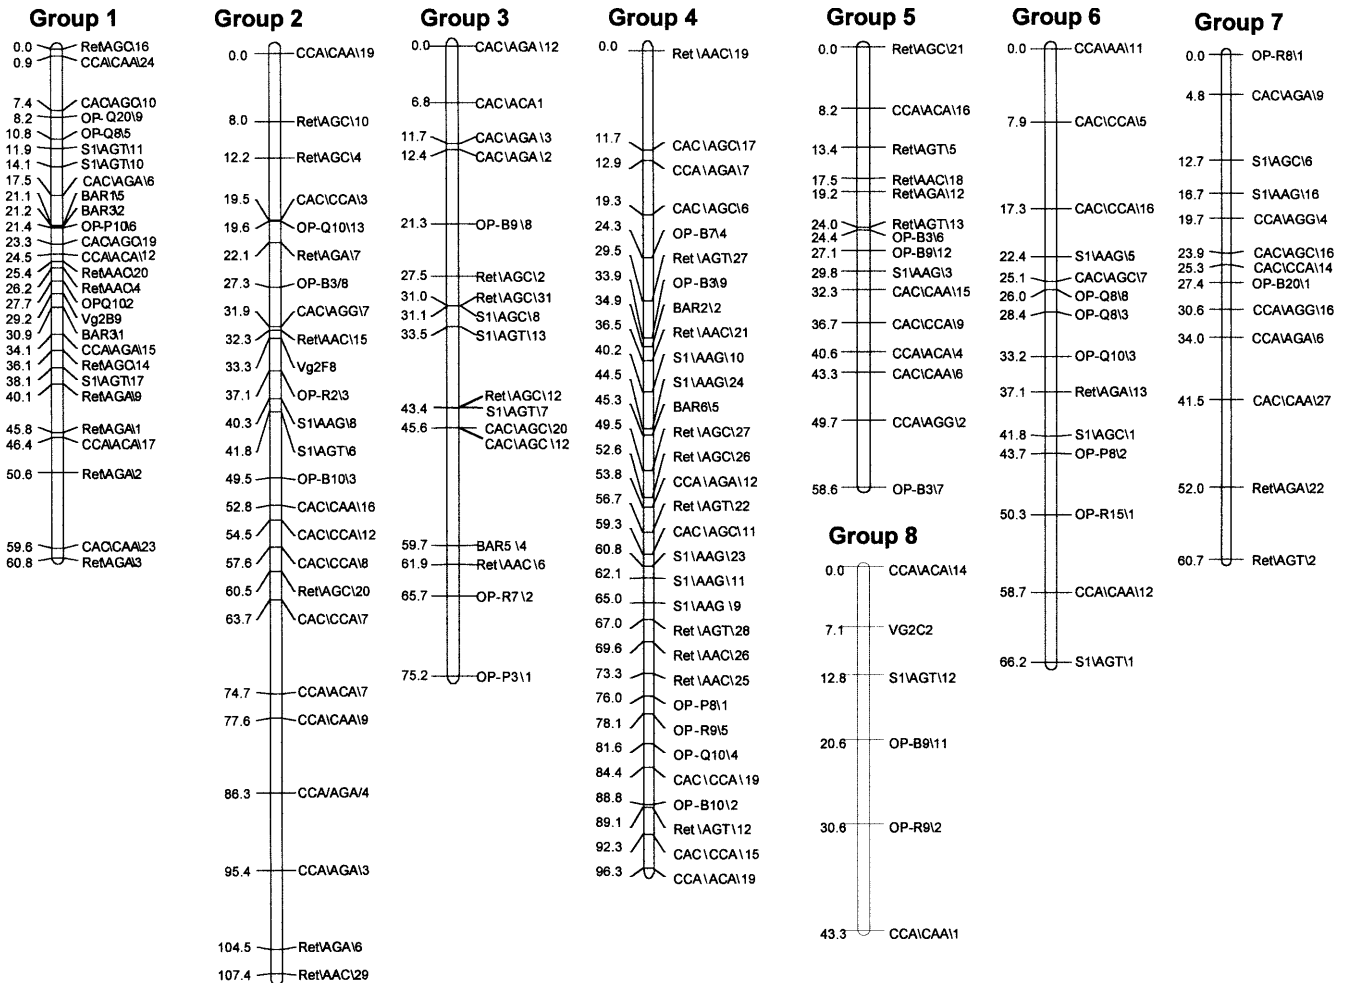 Group 1
0.0 Ret\AGC\16
0.9 CCA\CAA\24
7.4 CAC\AGC\10
8.2 OP-Q20\9
10.8 OP-Q8\5
11.9 S1\AGT\11
14.1 S1\AGT\10
17.5 CAC\AGA\6
21.1 BAR1\5
21.2 BAR3\2
21.4 OP-P10\6
23.3 CAC\AGC\19
24.5 CCA\ACA\12
25.4 Ret\AAC\20
26.2 Ret\AAC\4
27.7 OPQ10\2
29.2 Vg2B9
30.9 BAR3\1
34.1 CCA\AGA\15
36.1 Ret\AGC\14
38.1 S1\AGT\17
40.1 Ret\AGA\9
45.8 Ret\AGA\1
46.4 CCA\ACA\17
50.6 Ret\AGA\2
59.6 CAC\CAA\23
60.8 Ret\AGA\3
Group 2
0.0 CCA\CAA\19
8.0 Ret\AGC\10
12.2 Ret\AGC\4
19.5 CAC\CCA\3
19.6 OP-Q10\13
22.1 Ret\AGA\7
27.3 OP-B3/8
31.9 CAC\AGG\7
32.3 Ret\AAC\15
33.3 Vg2F8
37.1 OP-R2\3
40.3 S1\AAG\8
41.8 S1\AGT\6
49.5 OP-B10\3
52.8 CAC\CAA\16
54.5 CAC\CCA\12
57.6 CAC\CCA\8
60.5 Ret\AGC\20
63.7 CAC\CCA\7
74.7 CCA\ACA\7
77.6 CCA\CAA\9
86.3 CCA/AGA/4
95.4 CCA\AGA\3
104.5 Ret\AGA\6
107.4 Ret\AAC\29
Group 3
0.0 CAC\AGA\12
6.8 CAC\ACA1
11.7 CAC\AGA\3
12.4 CAC\AGA\2
21.3 OP-B9\8
27.5 Ret\AGC\2
31.0 Ret\AGC\31
31.1 S1\AGC\8
33.5 S1\AGT\13
Ret\AGC\12
43.4 S1\AGT\7
45.6 CAC\AGC\20
CAC\AGC\12
59.7 BAR5\4
61.9 Ret\AAC\6
65.7 OP-R7\2
75.2 OP-P3\1
Group 4
0.0 Ret\AAC\19
11.7 CAC\AGC\17
12.9 CCA\AGA\7
19.3 CAC\AGC\6
24.3 OP-B7\4
29.5 Ret\AGT\27
33.9 OP-B3\9
34.9 BAR2\2
36.5 Ret\AAC\21
40.2 S1\AAG\10
44.5 S1\AAG\24
45.3 BAR6\5
49.5 Ret\AGC\27
52.6 Ret\AGC\26
53.8 CCA\AGA\12
56.7 Ret\AGT\22
59.3 CAC\AGC\11
60.8 S1\AAG\23
62.1 S1\AAG\11
65.0 S1\AAG\9
67.0 Ret\AGT\28
69.6 Ret\AAC\26
73.3 Ret\AAC\25
76.0 OP-P8\1
78.1 OP-R9\5
81.6 OP-Q10\4
84.4 CAC\CCA\19
88.8 OP-B10\2
89.1 Ret\AGT\12
92.3 CAC\CCA\15
96.3 CCA\ACA\19
Group 5
0.0 Ret\AGC\21
8.2 CCA\ACA\16
13.4 Ret\AGT\5
17.5 Ret\AAC\18
19.2 Ret\AGA\12
24.0 Ret\AGT\13
24.4 OP-B3\6
27.1 OP-B9\12
29.8 S1\AAG\3
32.3 CAC\CAA\15
36.7 CAC\CCA\9
40.6 CCA\ACA\4
43.3 CAC\CAA\6
49.7 CCA\AGG\2
58.6 OP-B3\7
Group 8
0.0 CCA\ACA\14
7.1 VG2C2
12.8 S1\AGT\12
20.6 OP-B9\11
30.6 OP-R9\2
43.3 CCA\CAA\1
Group 6
0.0 CCA\AA\11
7.9 CAC\CCA\5
17.3 CAC\CCA\16
22.4 S1\AAG\5
25.1 CAC\AGC\7
26.0 OP-Q8\8
28.4 OP-Q8\3
33.2 OP-Q10\3
37.1 Ret\AGA\13
41.8 S1\AGC\1
43.7 OP-P8\2
50.3 OP-R15\1
58.7 CCA\CAA\12
66.2 S1\AGT\1
Group 7
0.0 OP-R8\1
4.8 CAC\AGA\9
12.7 S1\AGC\6
16.7 S1\AAG\16
19.7 CCA\AGG\4
23.9 CAC\AGC\16
25.3 CAC\CCA\14
27.4 OP-B20\1
30.6 CCA\AGG\16
34.0 CCA\AGA\6
41.5 CAC\CAA\27
52.0 Ret\AGA\22
60.7 Ret\AGT\2